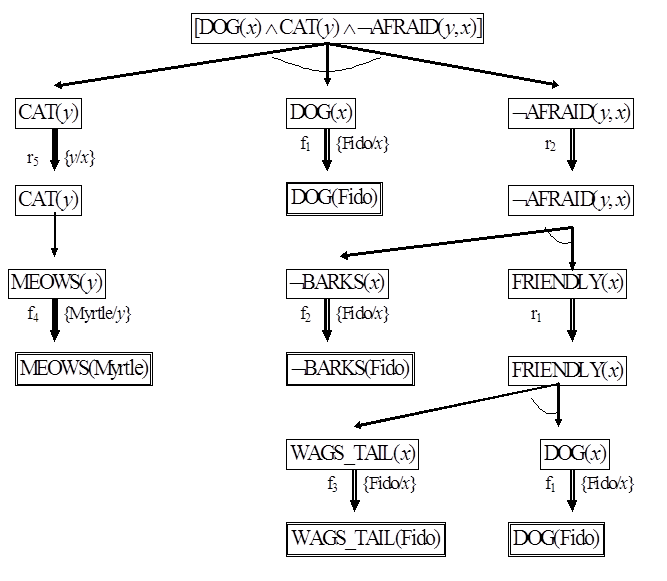 [DOG(x) ∧ CAT(y) ∧ ¬AFRAID(y,x)]
CAT(y) DOG(x) ¬AFRAID(y,x)
r₅ {y/x} f₁ {Fido/x} r₂
CAT(y) DOG(Fido) ¬AFRAID(y,x)
MEOWS(y) ¬BARKS(x) FRIENDLY(x)
f₄ {Myrtle/y} f₂ {Fido/x} r₁
MEOWS(Myrtle) ¬BARKS(Fido) FRIENDLY(x)
WAGS_TAIL(x) DOG(x)
f₃ {Fido/x} f₁ {Fido/x}
WAGS_TAIL(Fido) DOG(Fido)